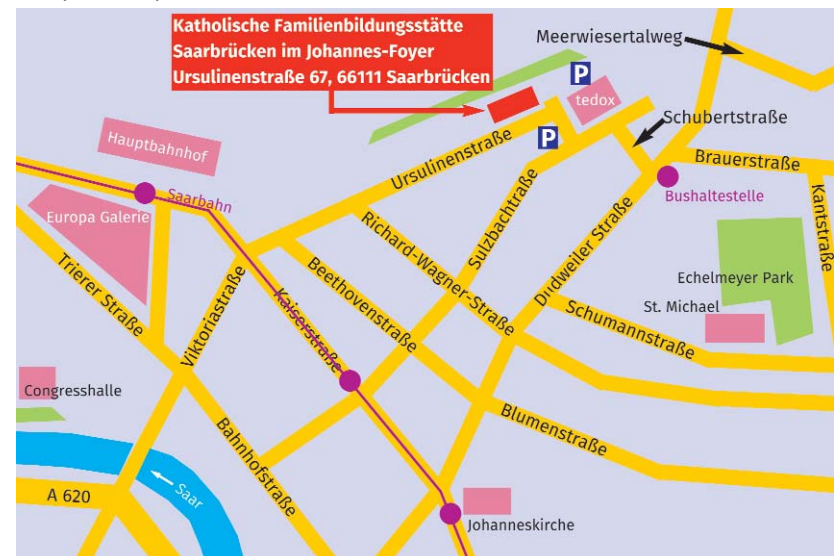 Katholische Familienbildungsstätte
Saarbrücken im Johannes-Foyer
Ursulinenstraße 67, 66111 Saarbrücken
Meerwiesertalweg
P
tedox
Schubertstraße
P
Hauptbahnhof
Ursulinenstraße
Brauerstraße
Bushaltestelle
Kantstraße
Saarbahn
Europa Galerie
Sulzbachtraße
Richard-Wagner-Straße
Dudweiler Straße
Trierer Straße
Viktoriastraße
Kaiserstraße
Beethovenstraße
Echelmeyer Park
St. Michael
Schumannstraße
Congresshalle
Bahnhofstraße
Blumenstraße
Saar
A 620
Johanneskirche